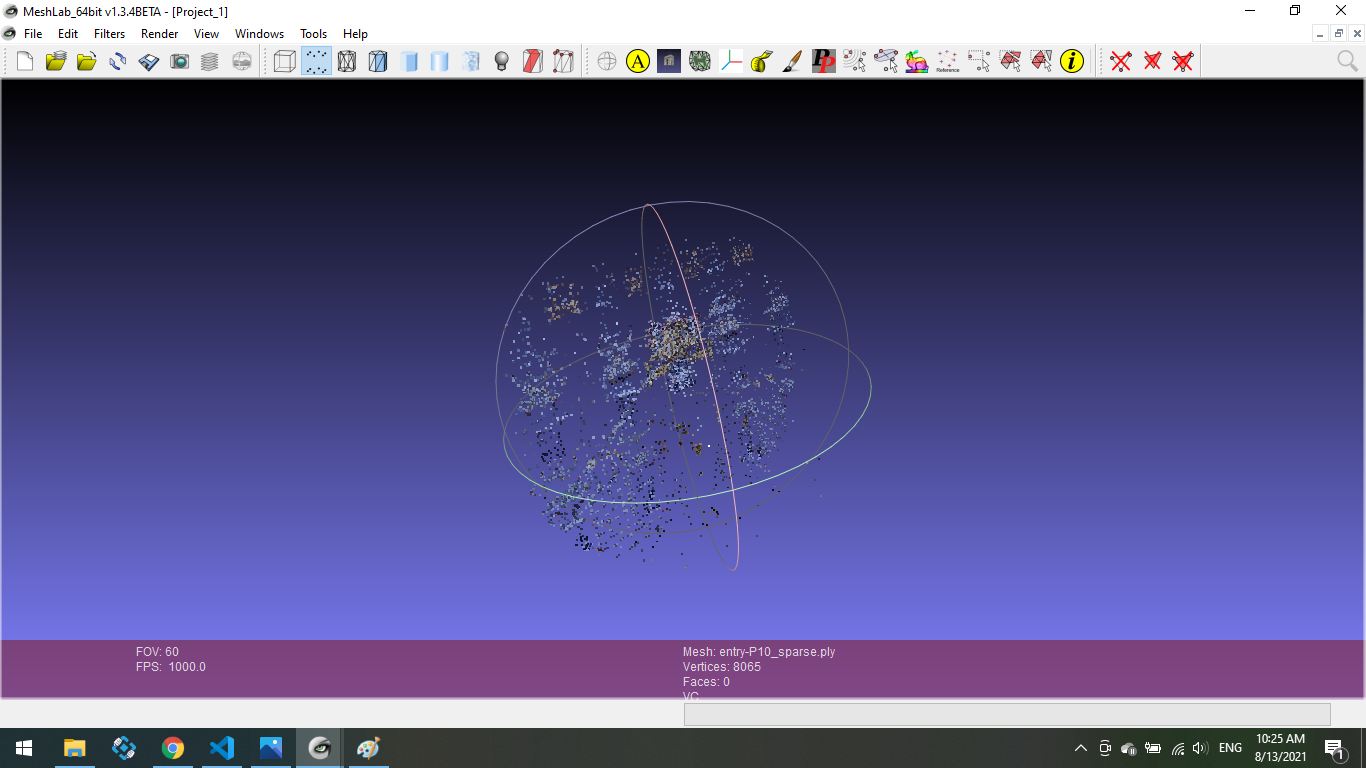 MeshLab_64bit v1.3.4BETA - [Project_1]
File Edit Filters Render View Windows Tools Help
A
PP
Reference
i
FOV: 60
FPS: 1000.0
Mesh: entry-P10_sparse.ply
Vertices: 8065
Faces: 0
VC
ENG
10:25 AM
8/13/2021
1